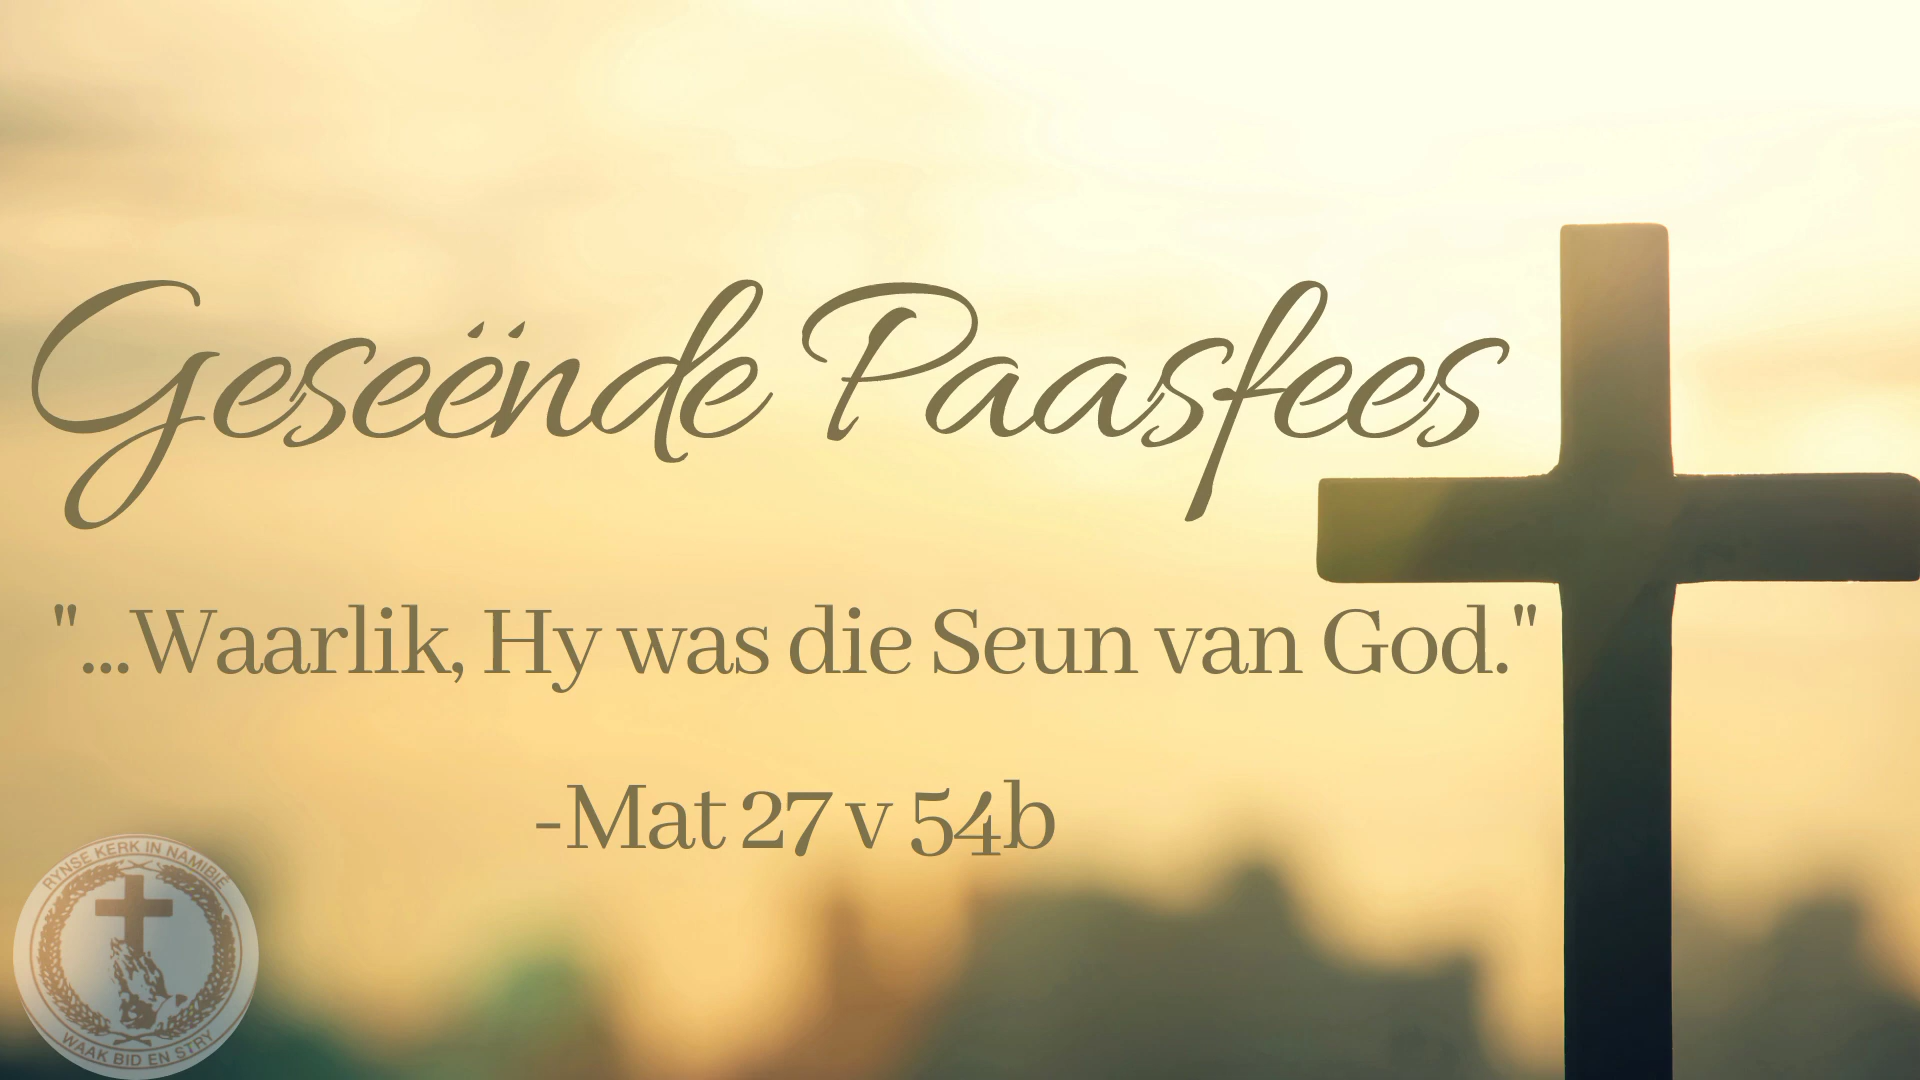 Geseënde Paasfees
"...Waarlik, Hy was die Seun van God."
-Mat 27 v 54b
RYNSE KERK IN NAMIBIË
WAAK BID EN STRY